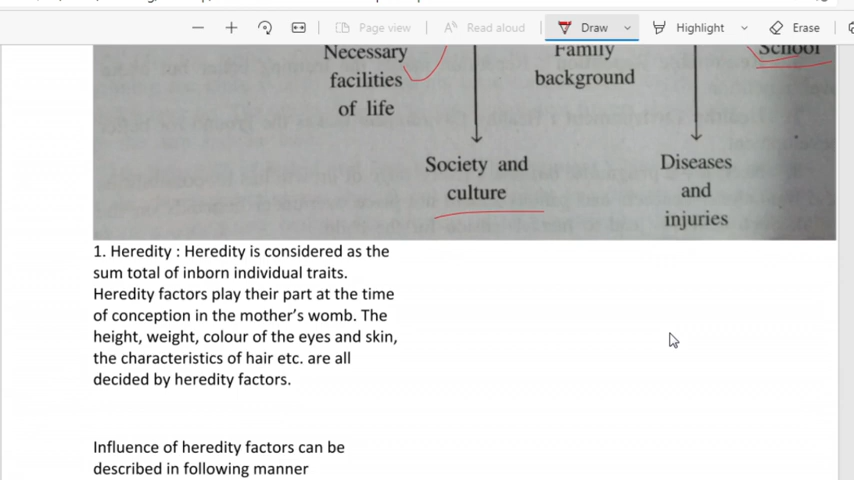 Page view
Read aloud
Draw
Highlight
Erase
Necessary
facilities
of life
Family
background
School
Society and
culture
Diseases
and
injuries
1. Heredity : Heredity is considered as the
sum total of inborn individual traits.
Heredity factors play their part at the time
of conception in the mother’s womb. The
height, weight, colour of the eyes and skin,
the characteristics of hair etc. are all
decided by heredity factors.
Influence of heredity factors can be
described in following manner